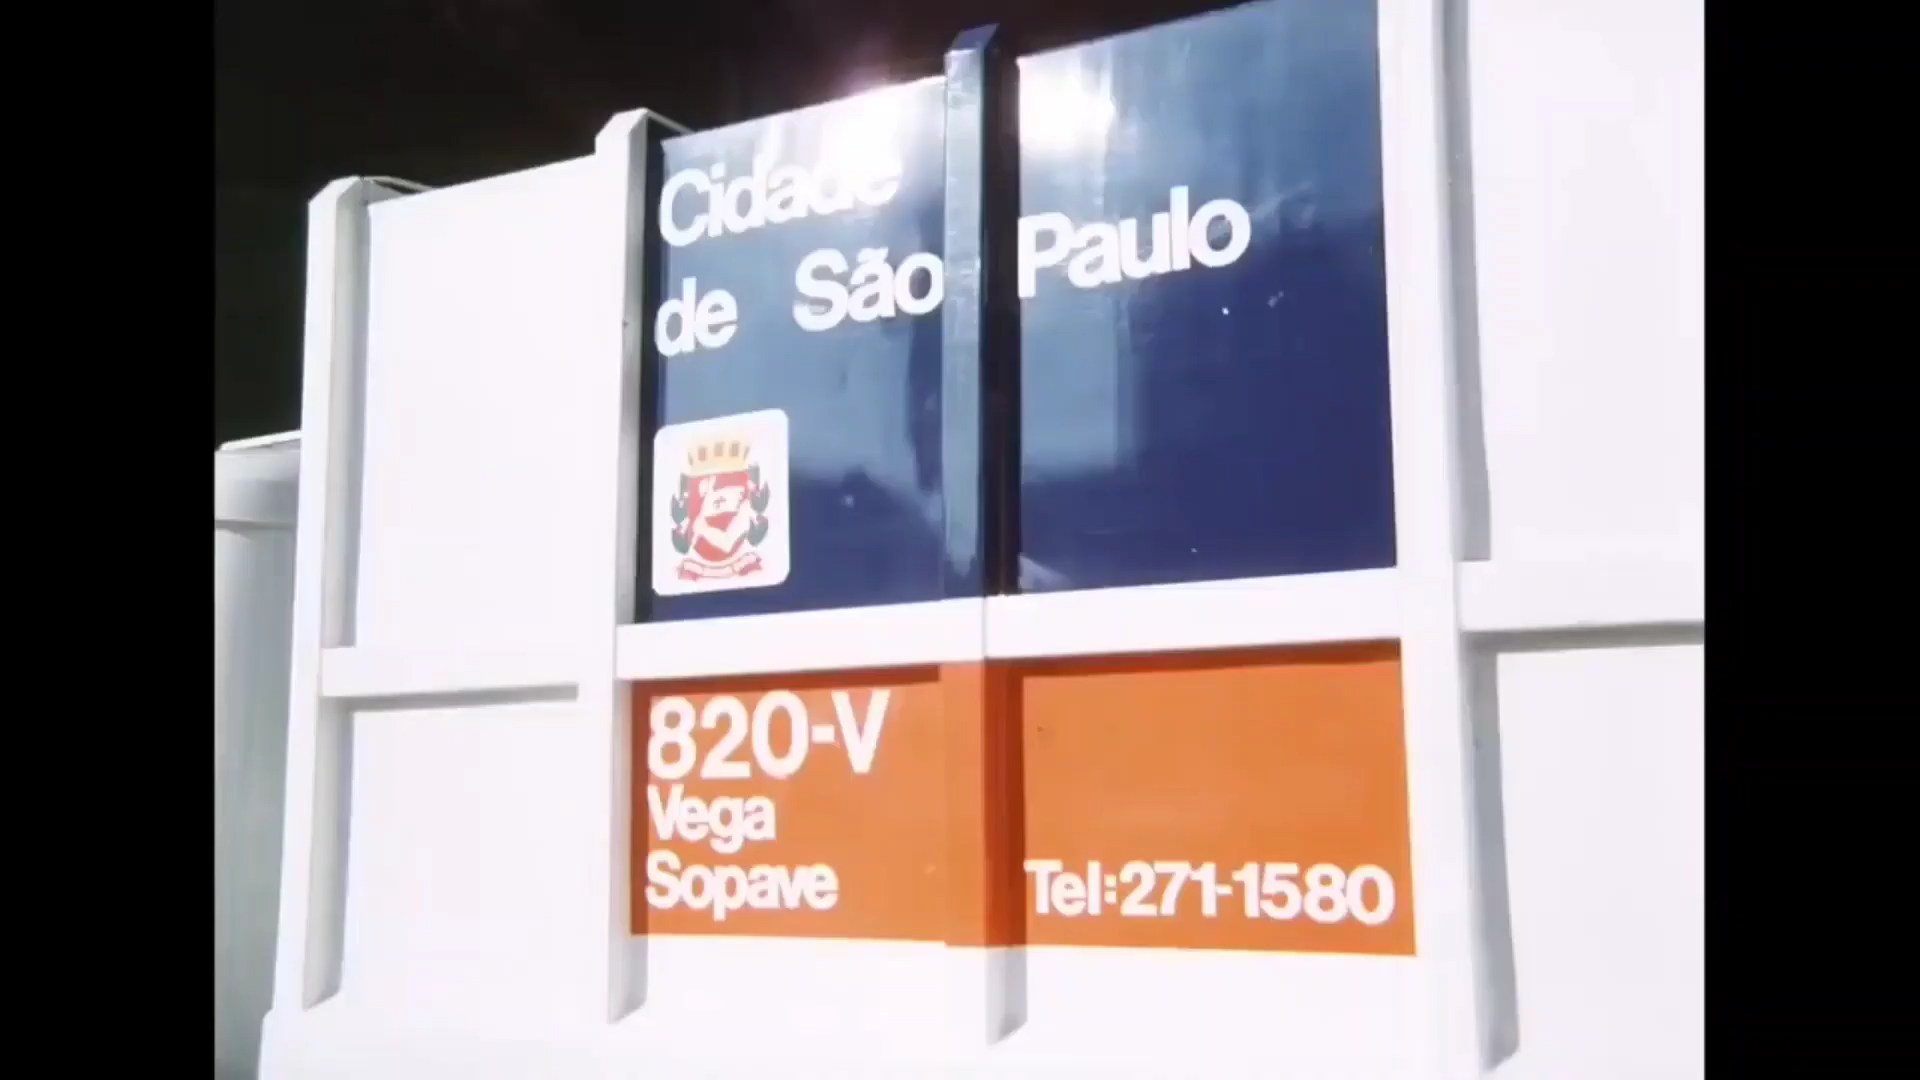 Cidade
de São Paulo
820-V
Vega
Sopave
Tel:271-1580